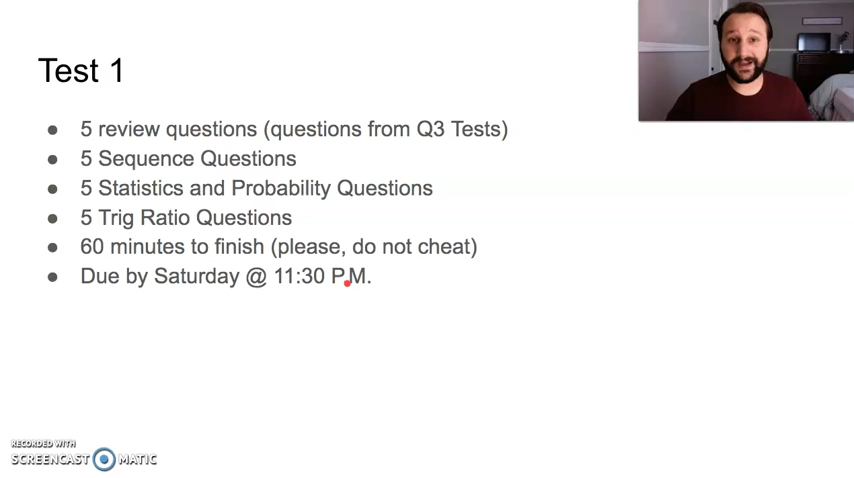 Test 1
● 5 review questions (questions from Q3 Tests)
● 5 Sequence Questions
● 5 Statistics and Probability Questions
● 5 Trig Ratio Questions
● 60 minutes to finish (please, do not cheat)
● Due by Saturday @ 11:30 P.M.
RECORDED WITH
SCREENCAST MATIC